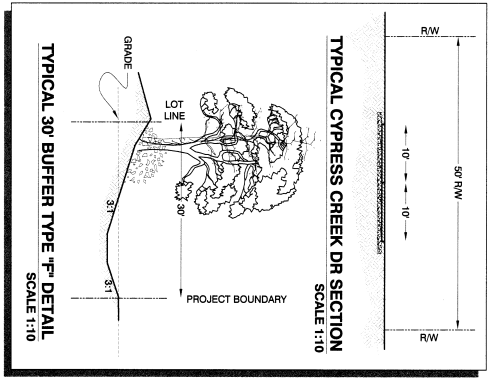 R/W
10'
10'
50' R/W
R/W
TYPICAL CYPRESS CREEK DR SECTION
SCALE 1:10
LOT
LINE
GRADE
30'
3:1
3:1
PROJECT BOUNDARY
TYPICAL 30' BUFFER TYPE "F" DETAIL
SCALE 1:10